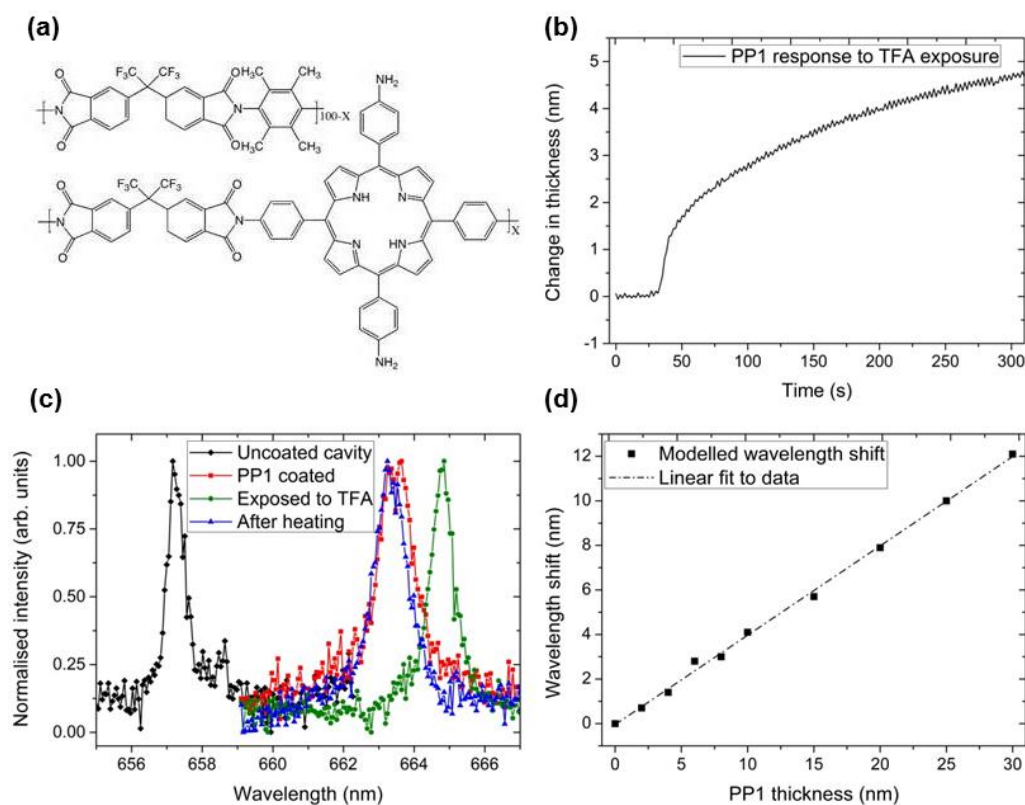 (a)
O
F₃C
CF₃
O
O
H₃C
CH₃
NH₂
N
N
100-X
O
O
H₃C
CH₃
O
F₃C
CF₃
O
NH
N
N
N
X
N
HN
O
O
NH₂
(b)
PP1 response to TFA exposure
Change in thickness (nm)
5
4
3
2
1
0
-1
0 50 100 150 200 250 300
Time (s)
(c)
Uncoated cavity
PP1 coated
Exposed to TFA
After heating
Normalised intensity (arb. units)
1.00
0.75
0.50
0.25
0.00
656 658 660 662 664 666
Wavelength (nm)
(d)
Modelled wavelength shift
Linear fit to data
Wavelength shift (nm)
12
10
8
6
4
2
0
0 5 10 15 20 25 30
PP1 thickness (nm)